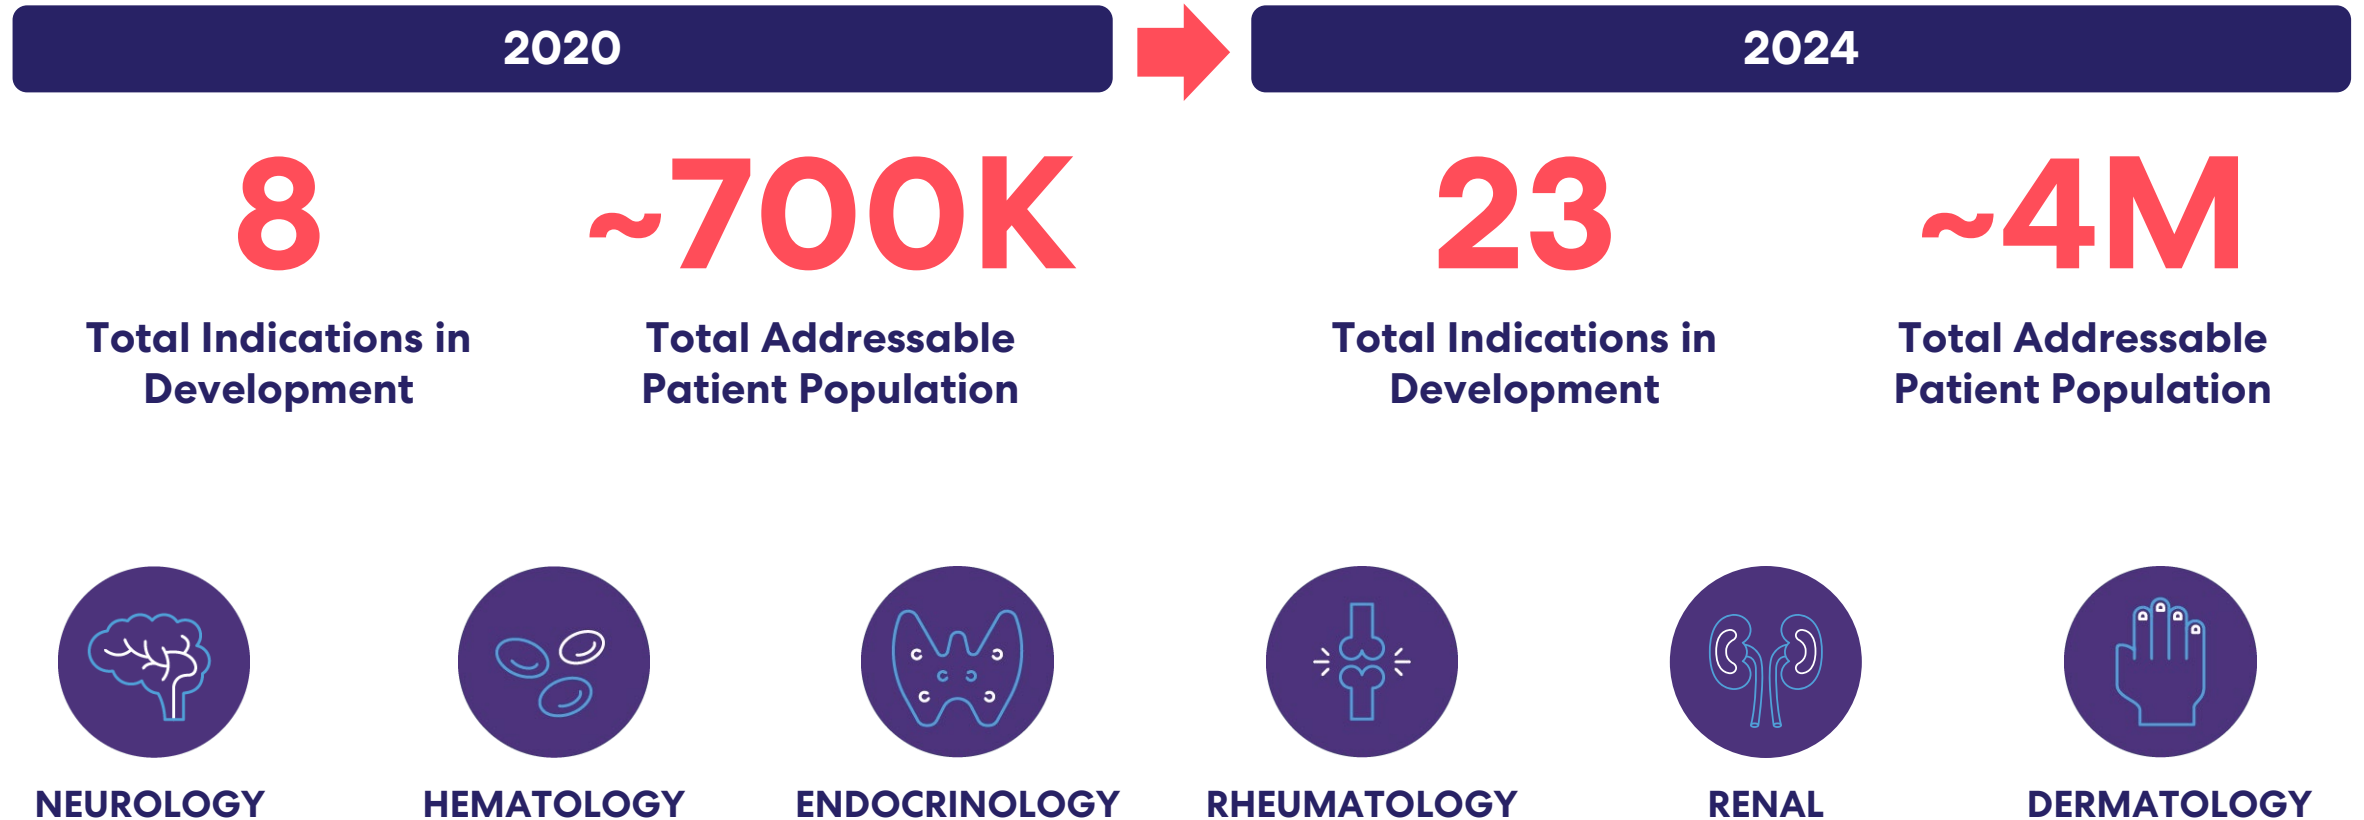 2020
2024
8
~700K
23
~4M
Total Indications in
Development
Total Addressable
Patient Population
Total Indications in
Development
Total Addressable
Patient Population
NEUROLOGY
HEMATOLOGY
ENDOCRINOLOGY
RHEUMATOLOGY
RENAL
DERMATOLOGY